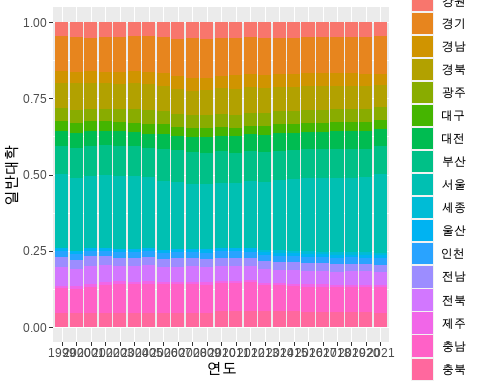 강원
1.00
경기
경남
경북
0.75
광주
대구
대전
부산
일반대학
0.50
서울
세종
울산
0.25
인천
전남
전북
제주
0.00
충남
충북
연도